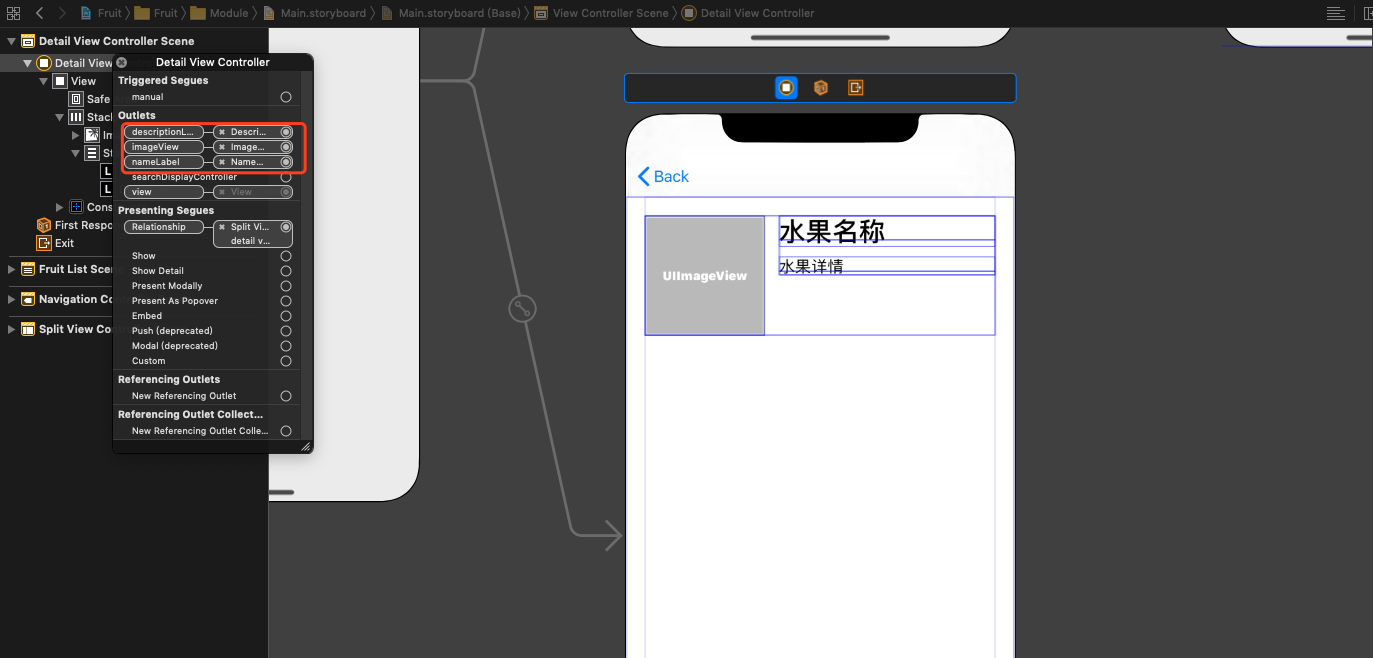 Fruit Fruit Module Main.storyboard Main.storyboard (Base) View Controller Scene Detail View Controller
Detail View Controller Scene
Detail View
View
Safe
Stack
Im
St
L
L
Cons
First Respo
Exit
Fruit List Scene
Navigation Co
Split View Cont
Detail View Controller
Triggered Segues
manual
Outlets
descriptionL... Descri...
imageView Image...
nameLabel Name...
searchDisplayController
view View
Presenting Segues
Relationship Split Vi...
detail v...
Show
Show Detail
Present Modally
Present As Popover
Embed
Push (deprecated)
Modal (deprecated)
Custom
Referencing Outlets
New Referencing Outlet
Referencing Outlet Collect...
New Referencing Outlet Colle...
Back
UIImageView
水果名称
水果详情